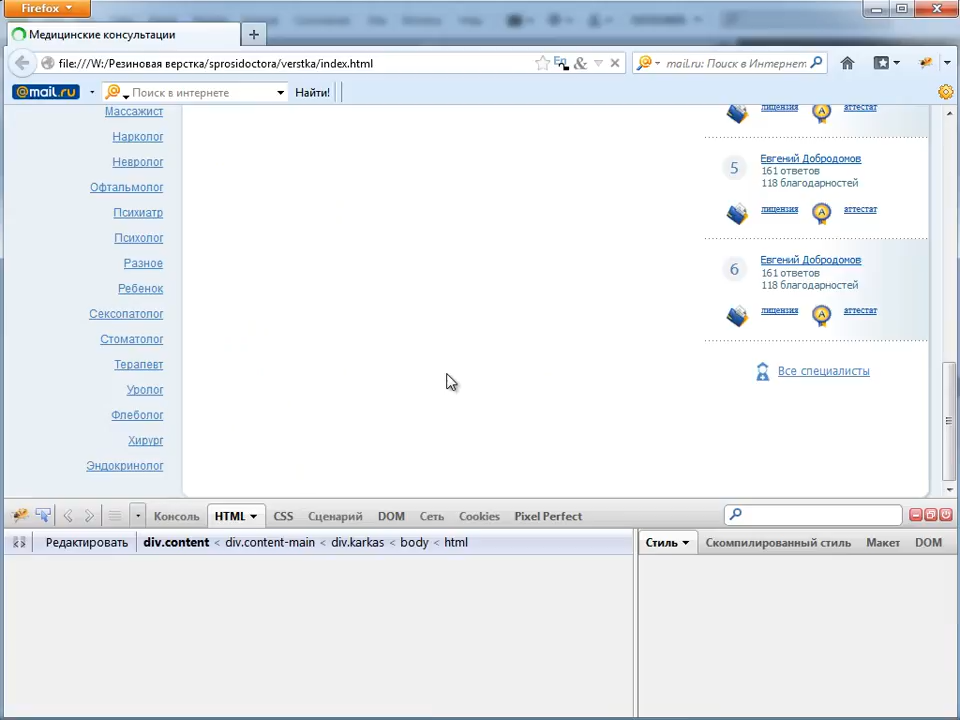 Firefox
Медицинские консультации
file:///W:/Резиновая верстка/sprosidoctora/verstka/index.html
mail.ru: Поиск в Интернет
@mail.ru
Поиск в интернете
Найти!
Массажист
Нарколог
Невролог
Офтальмолог
Психиатр
Психолог
Разное
Ребенок
Сексопатолог
Стоматолог
Терапевт
Уролог
Флеболог
Хирург
Эндокринолог
лицензия
аттестат
5
Евгений Добродомов
161 ответов
118 благодарностей
лицензия
аттестат
6
Евгений Добродомов
161 ответов
118 благодарностей
лицензия
аттестат
Все специалисты
Консоль
HTML
CSS
Сценарий
DOM
Сеть
Cookies
Pixel Perfect
Редактировать
div.content < div.content-main < div.karkas < body < html
Стиль
Скомпилированный стиль
Макет
DOM